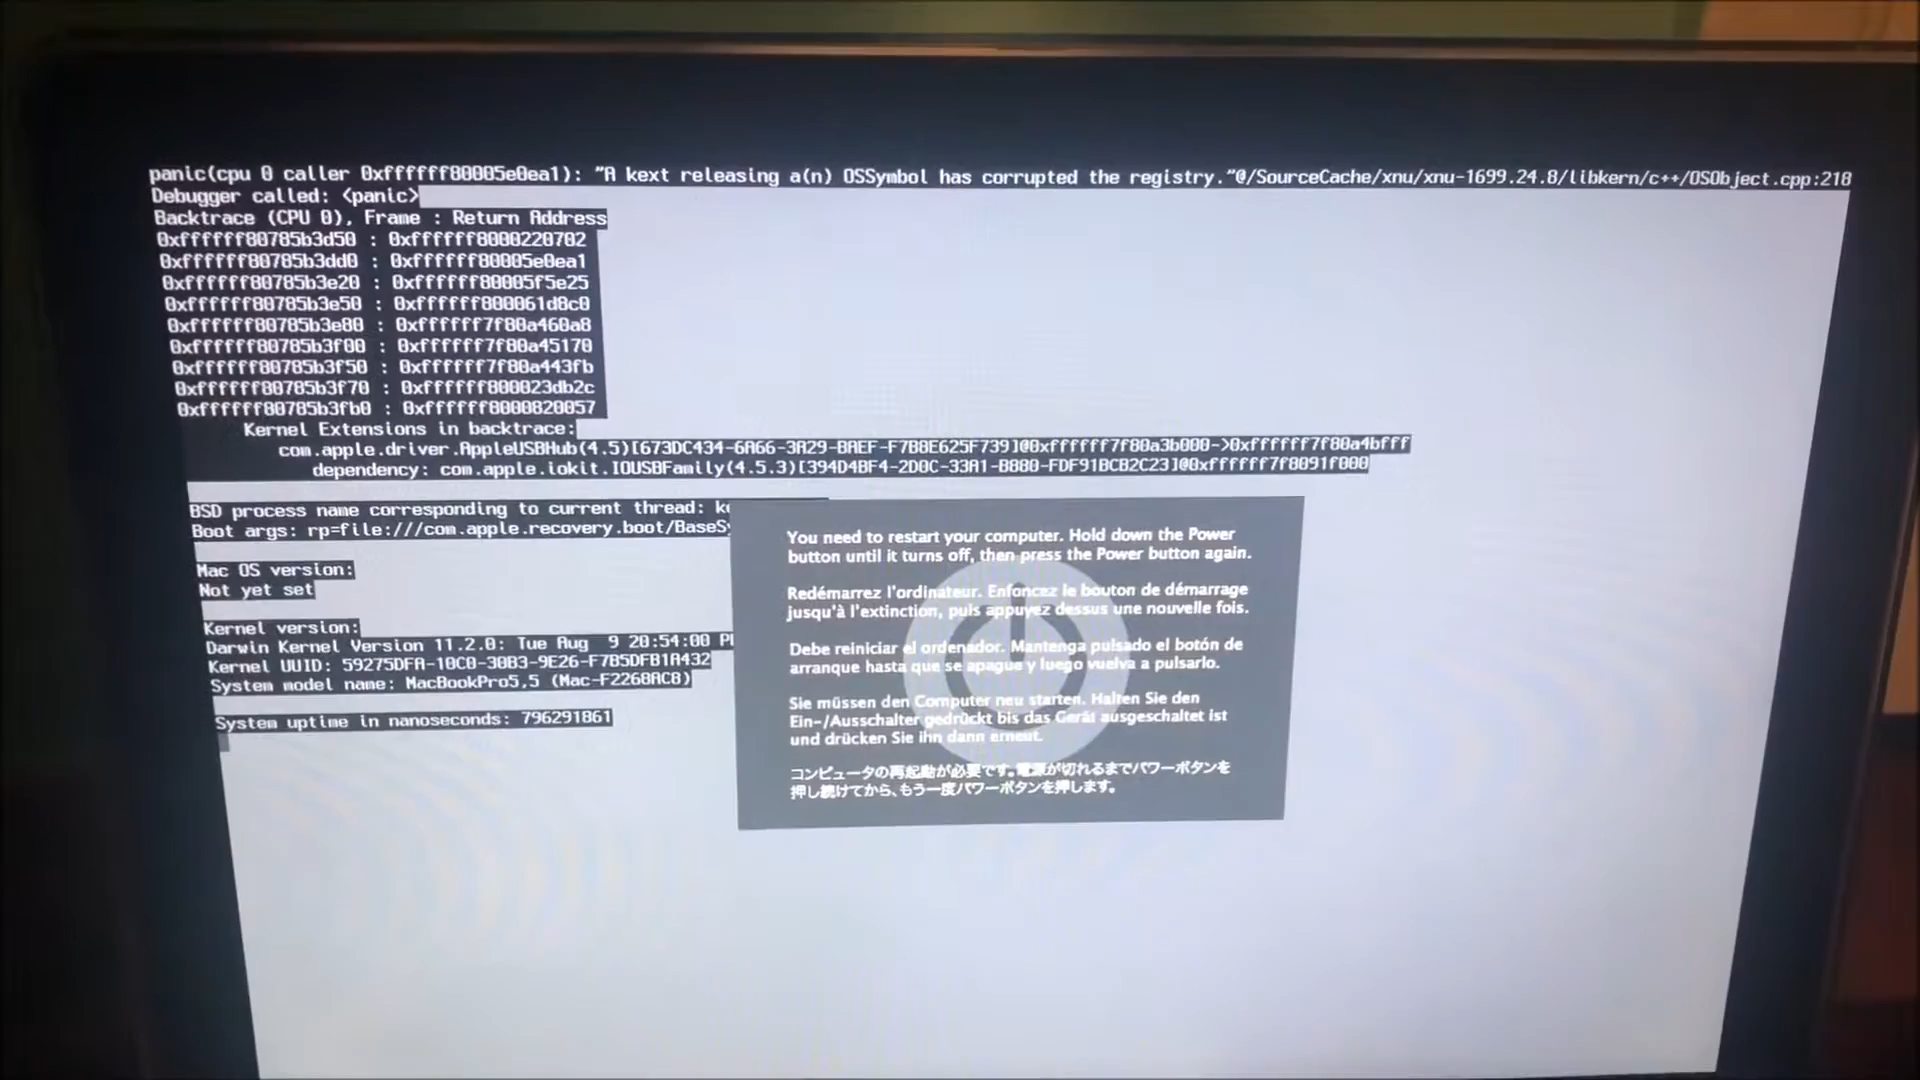 panic(cpu 0 caller 0xffffff80005e0ea1): "A kext releasing a(n) OSSymbol has corrupted the registry."@/SourceCache/xnu/xnu-1699.24.8/libkern/c++/OSObject.cpp:218
Debugger called: <panic>
Backtrace (CPU 0), Frame : Return Address
0xffffff80785b3d50 : 0xffffff8000220702
0xffffff80785b3dd0 : 0xffffff80005e0ea1
0xffffff80785b3e20 : 0xffffff80005f5e25
0xffffff80785b3e50 : 0xffffff800061d8c0
0xffffff80785b3e80 : 0xffffff7f80a460a8
0xffffff80785b3f00 : 0xffffff7f80a45170
0xffffff80785b3f50 : 0xffffff7f80a443fb
0xffffff80785b3f70 : 0xffffff800023db2c
0xffffff80785b3fb0 : 0xffffff8000820057
Kernel Extensions in backtrace:
com.apple.driver.AppleUSBHub(4.5)[673DC434-6A66-3A29-BAEF-F7B8E625F739]@0xffffff7f80a3b000->0xffffff7f80a4bfff
dependency: com.apple.iokit.IOUSBFamily(4.5.3)[394D4BF4-2D0C-33A1-B880-FDF91BCB2C23]@0xffffff7f8091f000
BSD process name corresponding to current thread:
Boot args: rp=file:///com.apple.recovery.boot/BaseSy
Mac OS version:
Not yet set
Kernel version:
Darwin Kernel Version 11.2.0: Tue Aug 9 20:54:00
Kernel UUID: 59275DFA-10C0-30B3-9E26-F7B5DFB1A432
System model name: MacBookPro5,5 (Mac-F2268AC8)
System uptime in nanoseconds: 796291861
You need to restart your computer. Hold down the Power
button until it turns off, then press the Power button again.
Redémarrez l'ordinateur. Enfoncez le bouton de démarrage
jusqu'à l'extinction, puis appuyez dessus une nouvelle fois.
Debe reiniciar el ordenador. Mantenga pulsado el botón de
arranque hasta que se apague y luego vuelva a pulsarlo.
Sie müssen den Computer neu starten. Halten Sie den
Ein-/Ausschalter gedrückt bis das Gerät ausgeschaltet ist
und drücken Sie ihn dann erneut.
コンピュータの再起動が必要です。電源が切れるまでパワーボタンを
押し続けてから、もう一度パワーボタンを押します。